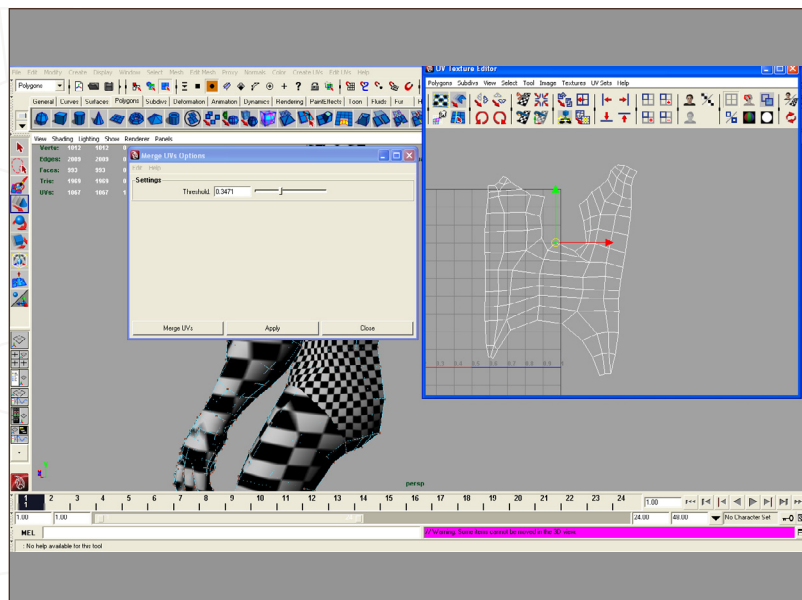 UV Texture Editor
File Edit Modify Create Display Window Select Mesh Edit Mesh Proxy Normals Color Create UVs Edit UVs Help
Polygons Subdivs View Select Tool Image Textures UV Sets Help
Polygons
General Curves Surfaces Polygons Subdivs Deformation Animation Dynamics Rendering PaintEffects Toon Fluids Fur
View Shading Lighting Show Renderer Panels
Verts: 1012 1012 0
Edges: 2009 2009 0
Faces: 993 993 0
Tris: 1969 1969 0
UVs: 1067 1067 1
Merge UVs Options
Edit Help
Settings
Threshold: 0.3471
Merge UVs Apply Close
persp
1 2 3 4 5 6 7 8 9 10 11 12 13 14 15 16 17 18 19 20 21 22 23 24
1
1.00
1.00 1.00 24.00 48.00 No Character Set
MEL // Warning: Some items cannot be moved in the 3D view.
: No help available for this tool